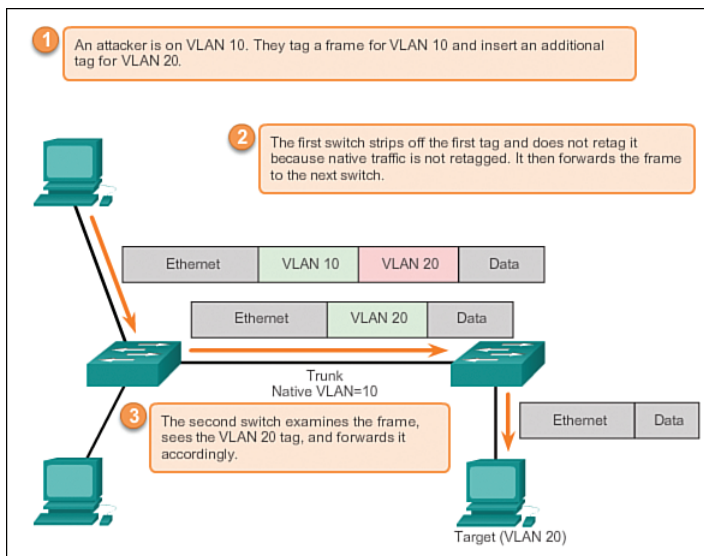 1
An attacker is on VLAN 10. They tag a frame for VLAN 10 and insert an additional
tag for VLAN 20.
2
The first switch strips off the first tag and does not retag it
because native traffic is not retagged. It then forwards the frame
to the next switch.
Ethernet VLAN 10 VLAN 20 Data
Ethernet VLAN 20 Data
Trunk
Native VLAN=10
3
The second switch examines the frame,
sees the VLAN 20 tag, and forwards it
accordingly.
Ethernet Data
Target (VLAN 20)